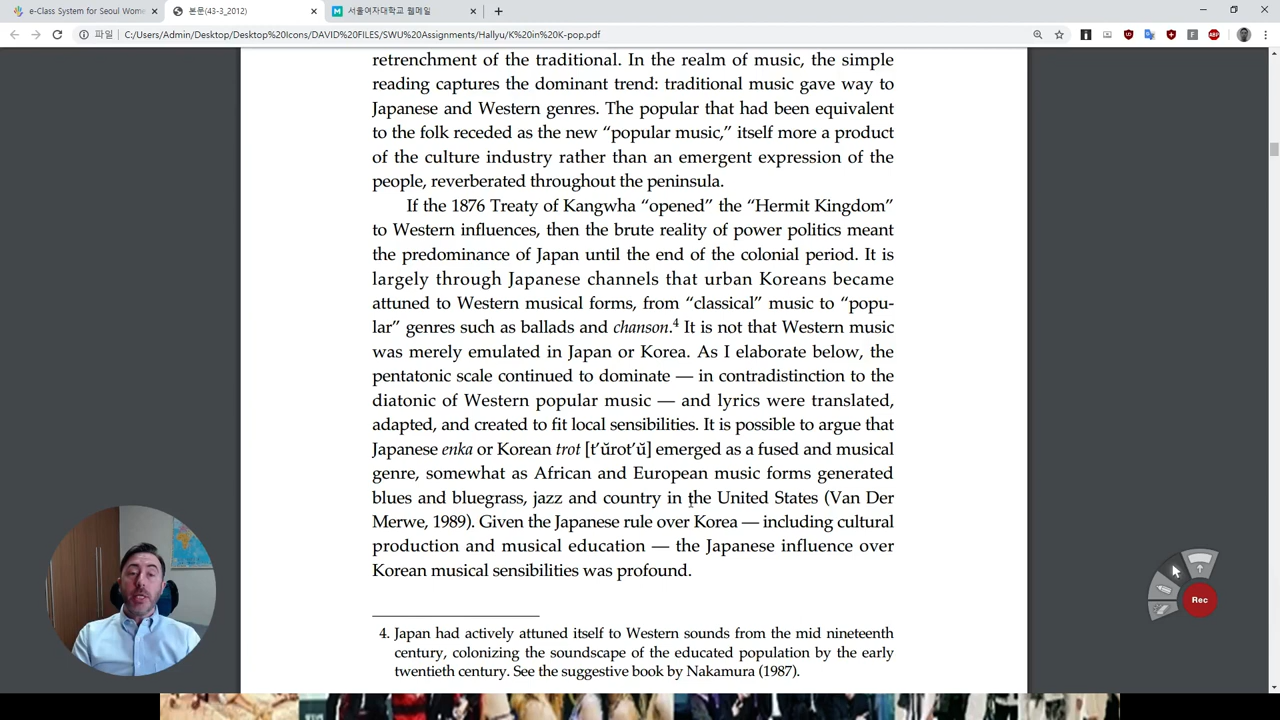 e-Class System for Seoul Wome
본문(43-3_2012)
서울여자대학교 웹메일
파일 C:/Users/Admin/Desktop/Desktop%20Icons/DAVID%20FILES/SWU%20Assignments/Hallyu/K%20in%20K-pop.pdf
retrenchment of the traditional. In the realm of music, the simple
reading captures the dominant trend: traditional music gave way to
Japanese and Western genres. The popular that had been equivalent
to the folk receded as the new “popular music,” itself more a product
of the culture industry rather than an emergent expression of the
people, reverberated throughout the peninsula.
If the 1876 Treaty of Kangwha “opened” the “Hermit Kingdom”
to Western influences, then the brute reality of power politics meant
the predominance of Japan until the end of the colonial period. It is
largely through Japanese channels that urban Koreans became
attuned to Western musical forms, from “classical” music to “popu-
lar” genres such as ballads and chanson.4 It is not that Western music
was merely emulated in Japan or Korea. As I elaborate below, the
pentatonic scale continued to dominate — in contradistinction to the
diatonic of Western popular music — and lyrics were translated,
adapted, and created to fit local sensibilities. It is possible to argue that
Japanese enka or Korean trot [t’ŭrot’ŭ] emerged as a fused and musical
genre, somewhat as African and European music forms generated
blues and bluegrass, jazz and country in the United States (Van Der
Merwe, 1989). Given the Japanese rule over Korea — including cultural
production and musical education — the Japanese influence over
Korean musical sensibilities was profound.
4. Japan had actively attuned itself to Western sounds from the mid nineteenth
century, colonizing the soundscape of the educated population by the early
twentieth century. See the suggestive book by Nakamura (1987).
Rec